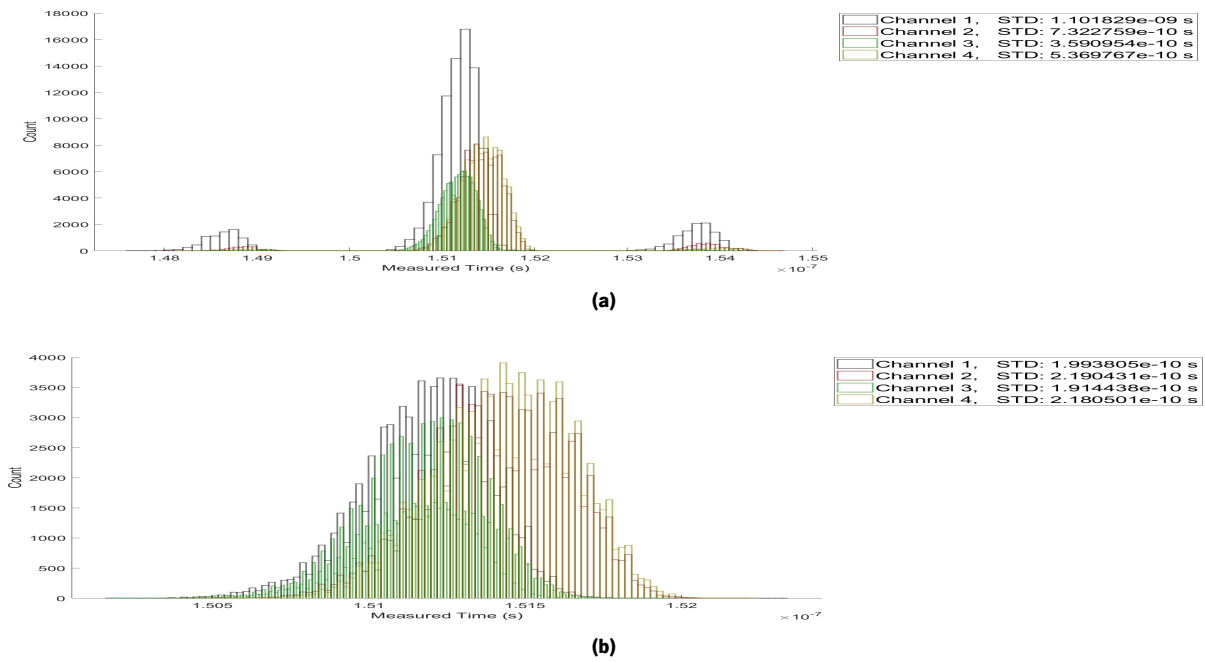 18000
16000
14000
12000
10000
8000
6000
4000
2000
0
Count
1.48 1.49 1.5 1.51 1.52 1.53 1.54 1.55
Measured Time (s)
×10⁻⁷
Channel 1, STD: 1.101829e-09 s
Channel 2, STD: 7.322759e-10 s
Channel 3, STD: 3.590954e-10 s
Channel 4, STD: 5.369767e-10 s
(a)
4000
3500
3000
2500
2000
1500
1000
500
0
Count
1.505 1.51 1.515 1.52
Measured Time (s)
×10⁻⁷
Channel 1, STD: 1.993805e-10 s
Channel 2, STD: 2.190431e-10 s
Channel 3, STD: 1.914438e-10 s
Channel 4, STD: 2.180501e-10 s
(b)